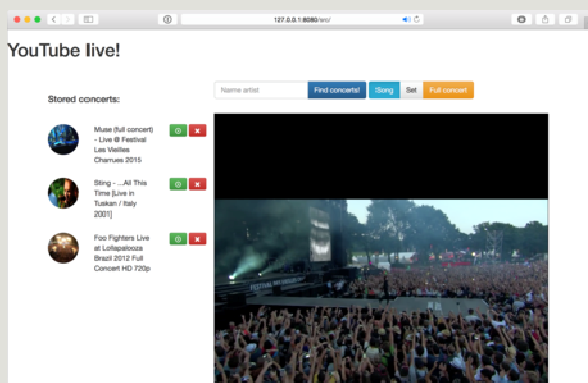 127.0.0.1:8080/src/
YouTube live!
Name artist
Find concerts!
Song
Set
Full concert
Stored concerts:
Muse (full concert)
- Live @ Festival
Les Vieilles
Charrues 2015
x
Sting - ...All This
Time [Live in
Tuskan / Italy
2001]
x
Foo Fighters Live
at Lollapalooza
Brazil 2012 Full
Concert HD 720p
x